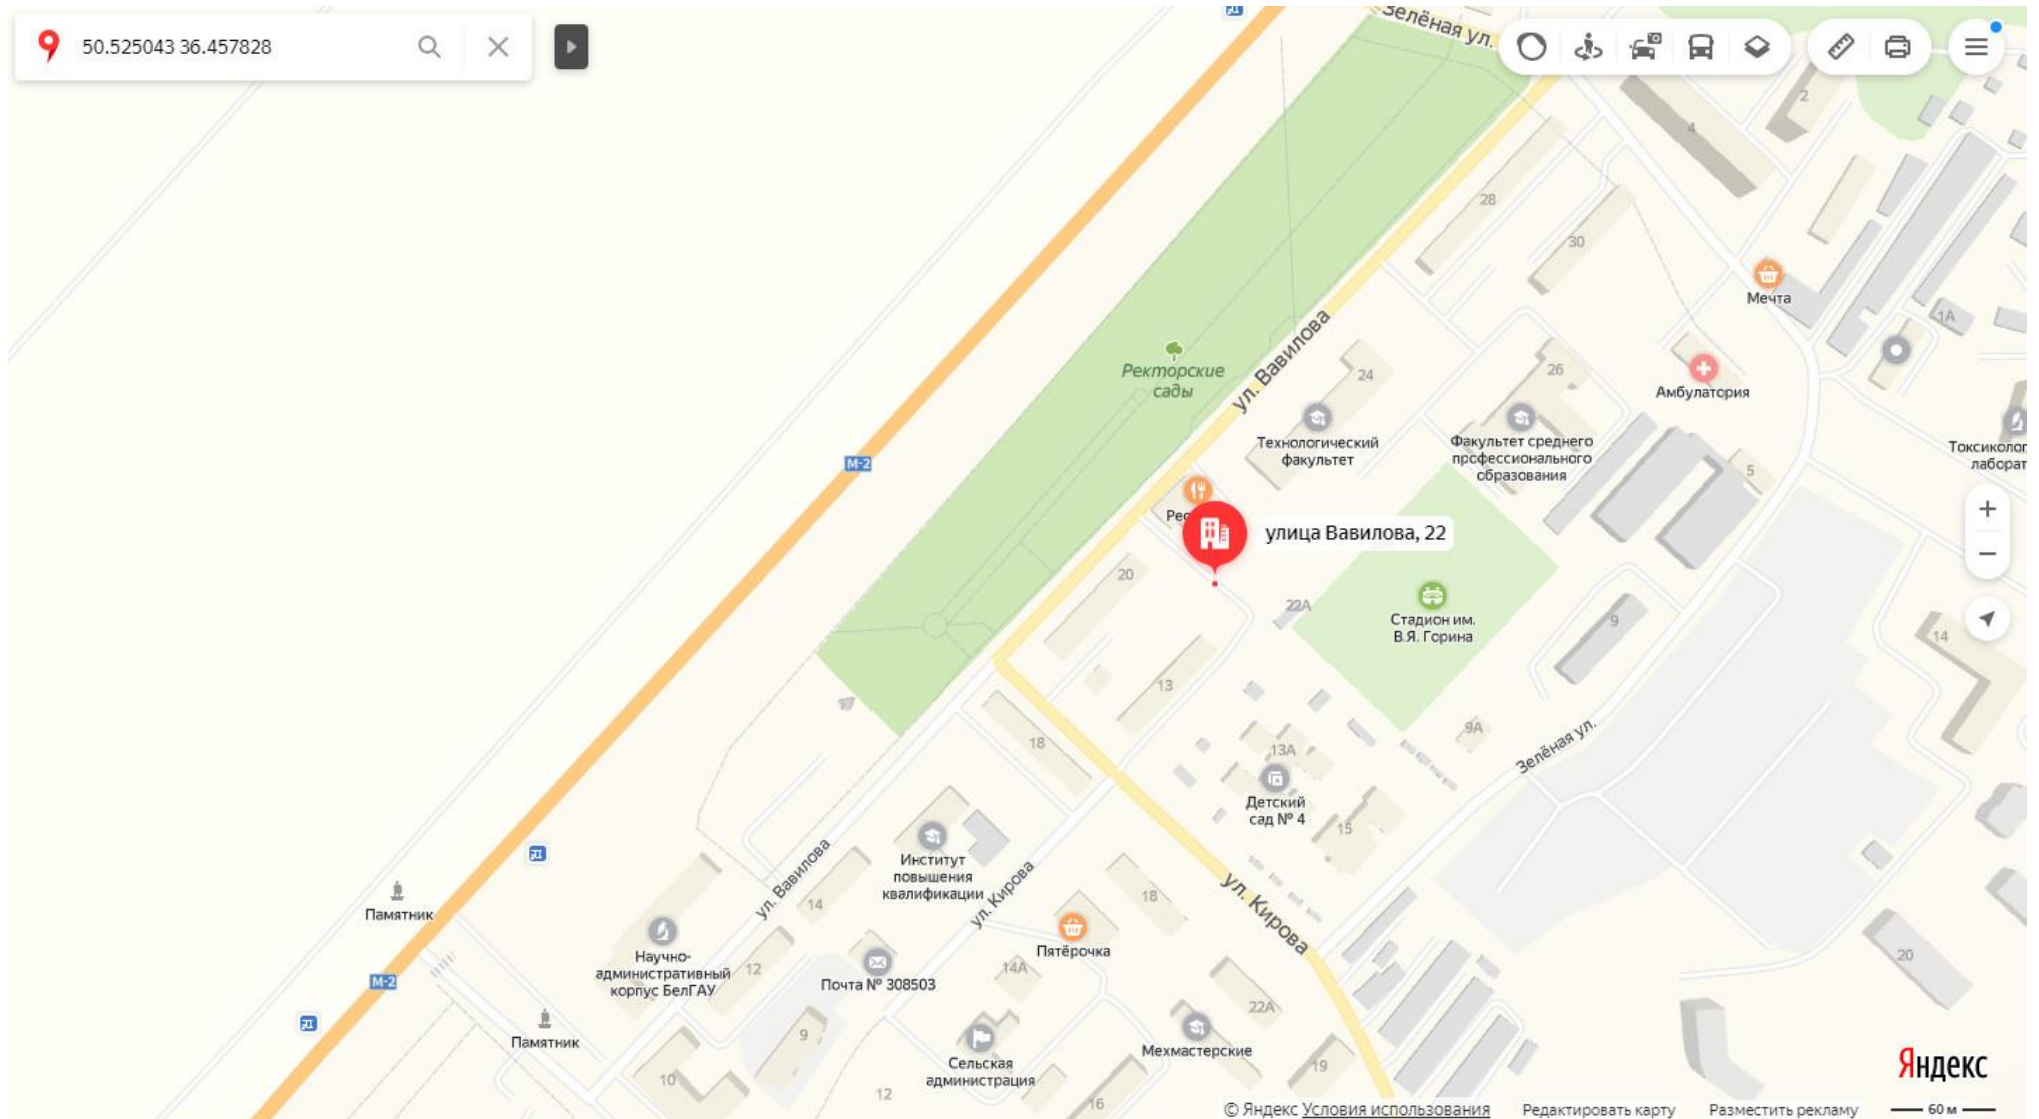 50.525043 36.457828
Зелёная ул.
2
4
28
30
Мечта
1А
Ректорские
сады
ул. Вавилова
24
26
Амбулатория
Технологический
факультет
Факультет среднего
профессионального
образования
5
М-2
улица Вавилова, 22
20
22А
Стадион им.
В.Я. Горина
9
14
13
18
9А
13А
Зелёная ул.
Детский
сад № 4
15
Институт
повышения
квалификации
ул. Вавилова
14
ул. Кирова
18
ул. Кирова
Памятник
Пятёрочка
Научно-
административный
корпус БелГАУ
12
14А
20
Почта № 308503
М-2
22А
9
Памятник
Мехмастерские
Сельская
администрация
19
10
12
16
Яндекс
© Яндекс Условия использования
Редактировать карту
Разместить рекламу
60 м